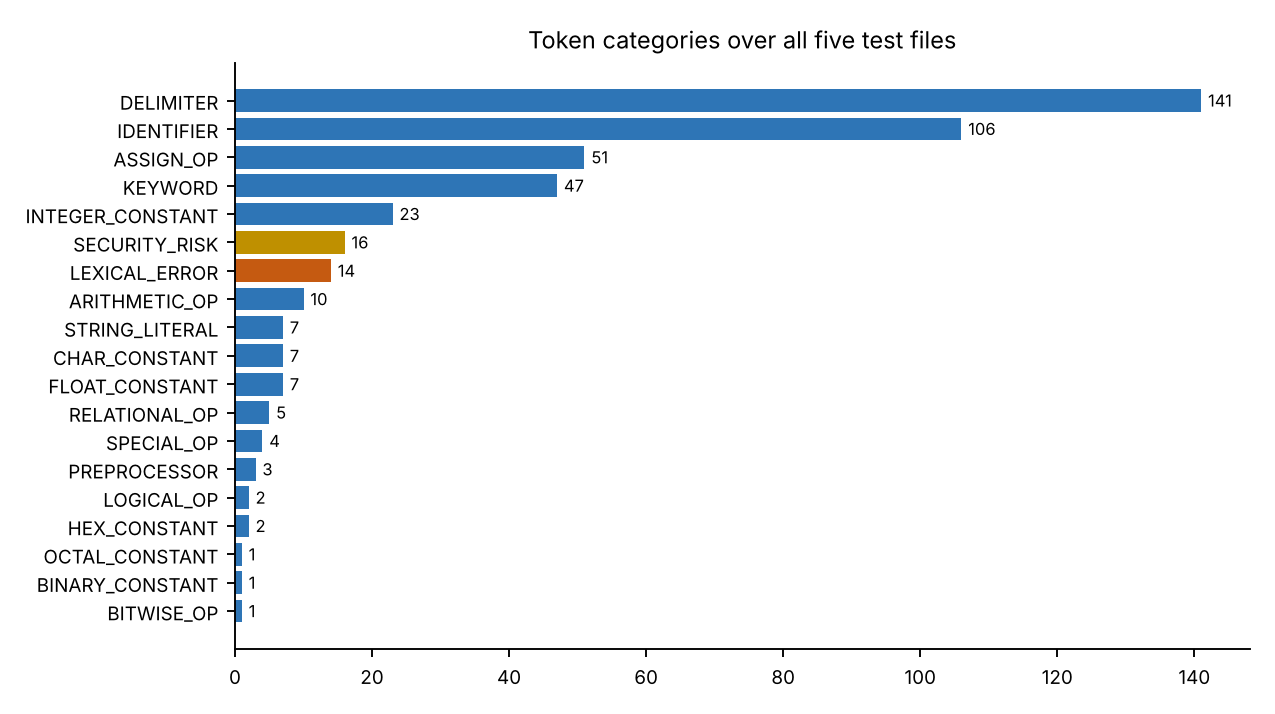 Token categories over all five test files
DELIMITER 141
IDENTIFIER 106
ASSIGN_OP 51
KEYWORD 47
INTEGER_CONSTANT 23
SECURITY_RISK 16
LEXICAL_ERROR 14
ARITHMETIC_OP 10
STRING_LITERAL 7
CHAR_CONSTANT 7
FLOAT_CONSTANT 7
RELATIONAL_OP 5
SPECIAL_OP 4
PREPROCESSOR 3
LOGICAL_OP 2
HEX_CONSTANT 2
OCTAL_CONSTANT 1
BINARY_CONSTANT 1
BITWISE_OP 1
0 20 40 60 80 100 120 140